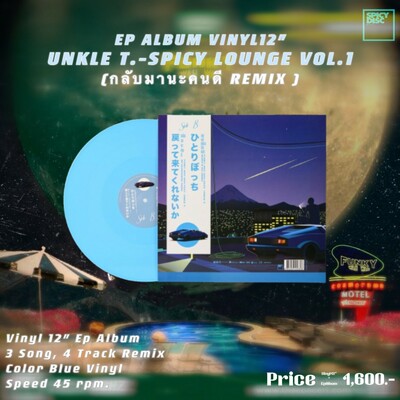 SPICY
DISC
EP ALBUM VINYL12"
UNKLE T.-SPICY LOUNGE VOL.1
(กลับมานะคนดี REMIX )
ひとりぼっち
戻って来てくれないか
FUNKY
MOTEL
Vinyl 12" Ep Album
3 Song, 4 Track Remix
Color Blue Vinyl
Speed 45 rpm.
Price 1,600.-